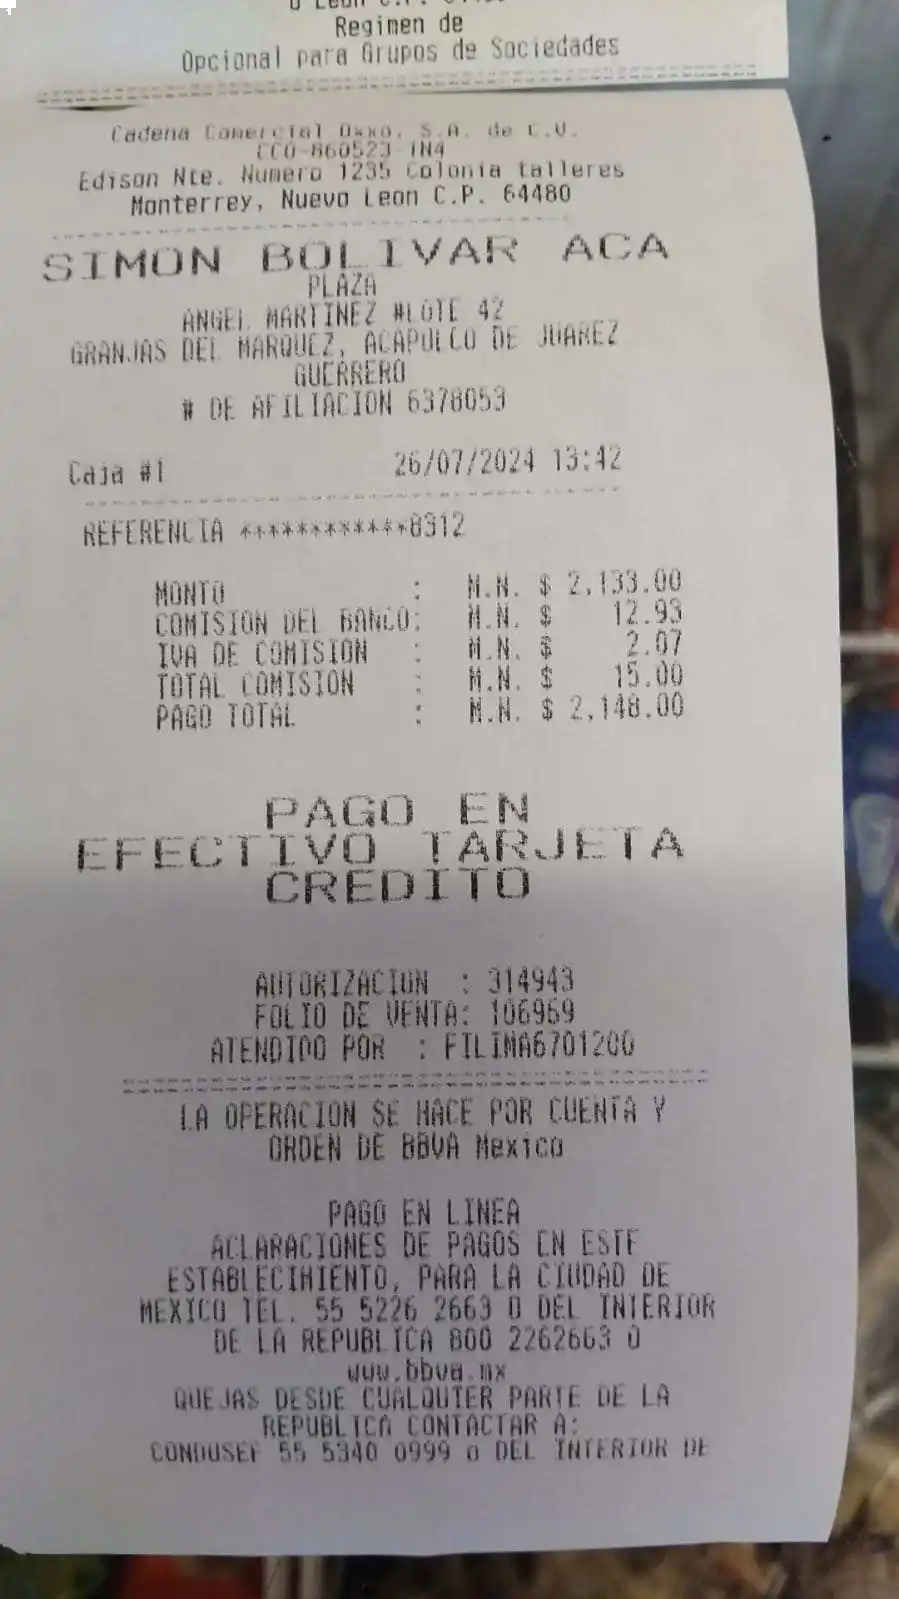 Regimen de
Opcional para Grupos de Sociedades
Cadena Comercial Oxxo, S.A. de C.V.
CCO-860523-1N4
Edison Nte. Numero 1235 Colonia talleres
Monterrey, Nuevo Leon C.P. 64480
SIMON BOLIVAR ACA
PLAZA
ANGEL MARTINEZ #LOTE 42
GRANJAS DEL MARQUEZ, ACAPULCO DE JUAREZ
GUERRERO
# DE AFILIACION 6378053
Caja #1 26/07/2024 13:42
REFERENCIA ************8312
MONTO : M.N. $ 2,133.00
COMISION DEL BANCO: M.N. $ 12.93
IVA DE COMISION : M.N. $ 2.07
TOTAL COMISION : M.N. $ 15.00
PAGO TOTAL : M.N. $ 2,148.00
PAGO EN
EFECTIVO TARJETA
CREDITO
AUTORIZACION : 314943
FOLIO DE VENTA: 106969
ATENDIDO POR : FILIMA6701200
LA OPERACION SE HACE POR CUENTA Y
ORDEN DE BBVA Mexico
PAGO EN LINEA
ACLARACIONES DE PAGOS EN ESTE
ESTABLECIMIENTO, PARA LA CIUDAD DE
MEXICO TEL. 55 5226 2663 O DEL INTERIOR
DE LA REPUBLICA 800 2262663 O
www.bbva.mx
QUEJAS DESDE CUALQUIER PARTE DE LA
REPUBLICA CONTACTAR A:
CONDUSEF 55 5340 0999 o DEL INTERIOR DE